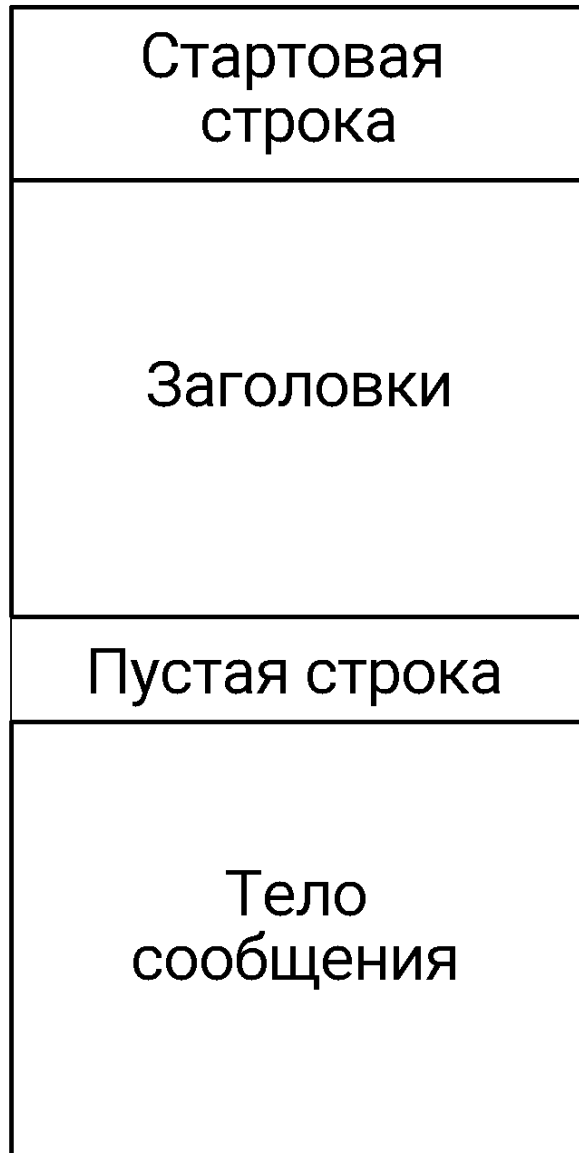 Стартовая
строка
Заголовки
Пустая строка
Тело
сообщения